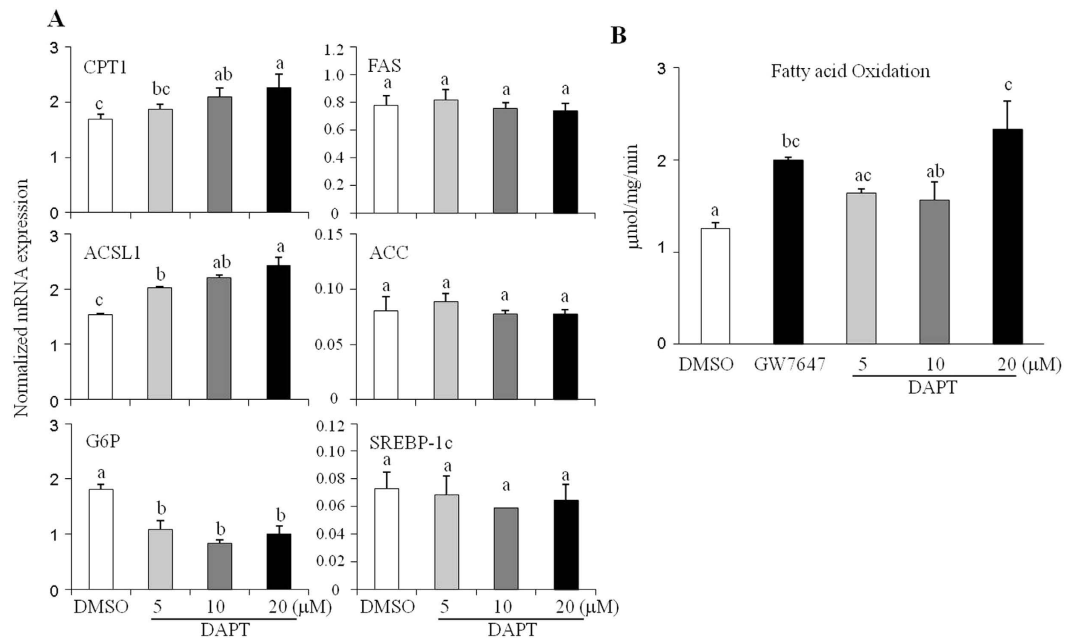 A
Normalized mRNA expression
CPT1
3
2
1
0
c
bc
ab
a
FAS
1.2
1.0
0.8
0.6
0.4
0.2
0
a
a
a
a
ACSL1
3
2
1
0
c
b
ab
a
ACC
0.15
0.10
0.05
0
a
a
a
a
G6P
3
2
1
0
a
b
b
b
DMSO 5 10 20 (μM)
DAPT
SREBP-1c
0.12
0.10
0.08
0.06
0.04
0.02
0
a
a
a
a
DMSO 5 10 20 (μM)
DAPT
B
Fatty acid Oxidation
μmol/mg/min
3
2
1
0
a
bc
ac
ab
c
DMSO GW7647 5 10 20 (μM)
DAPT